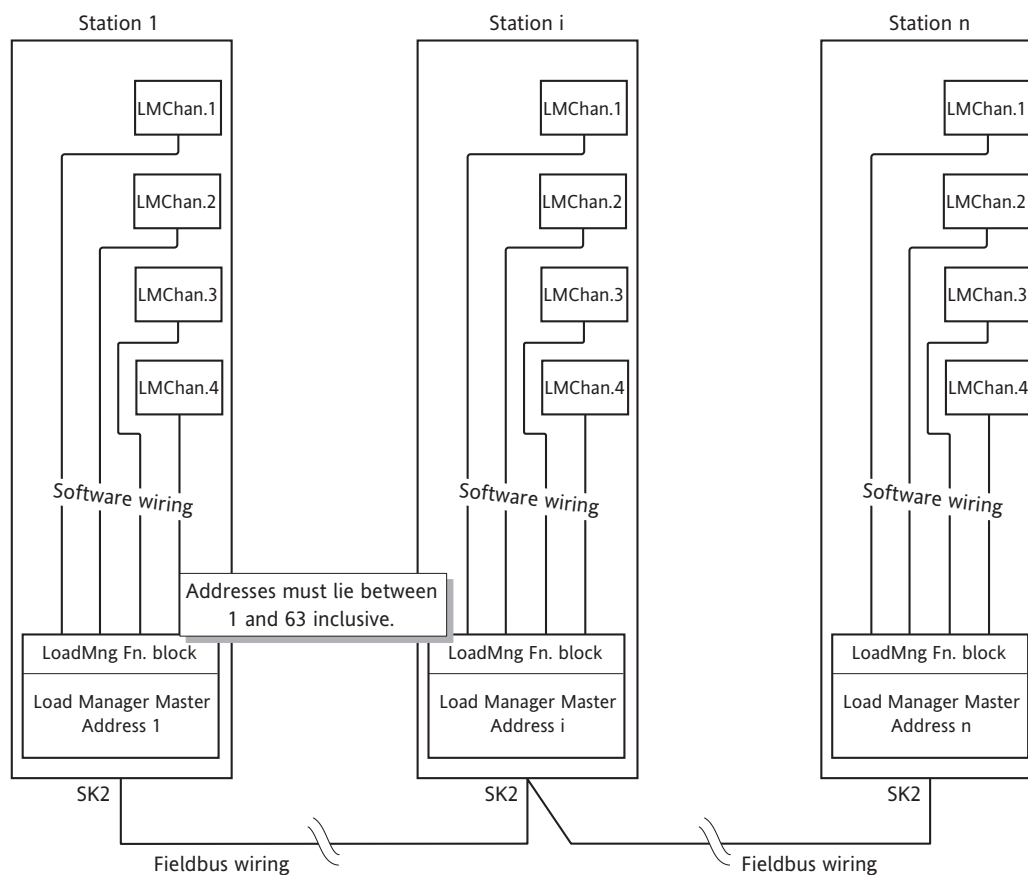 Station 1
Station i
Station n
LMChan.1
LMChan.1
LMChan.1
LMChan.2
LMChan.2
LMChan.2
LMChan.3
LMChan.3
LMChan.3
LMChan.4
LMChan.4
LMChan.4
Software wiring
Software wiring
Software wiring
Addresses must lie between
1 and 63 inclusive.
LoadMng Fn. block
LoadMng Fn. block
LoadMng Fn. block
Load Manager Master
Address 1
Load Manager Master
Address i
Load Manager Master
Address n
SK2
SK2
SK2
Fieldbus wiring
Fieldbus wiring